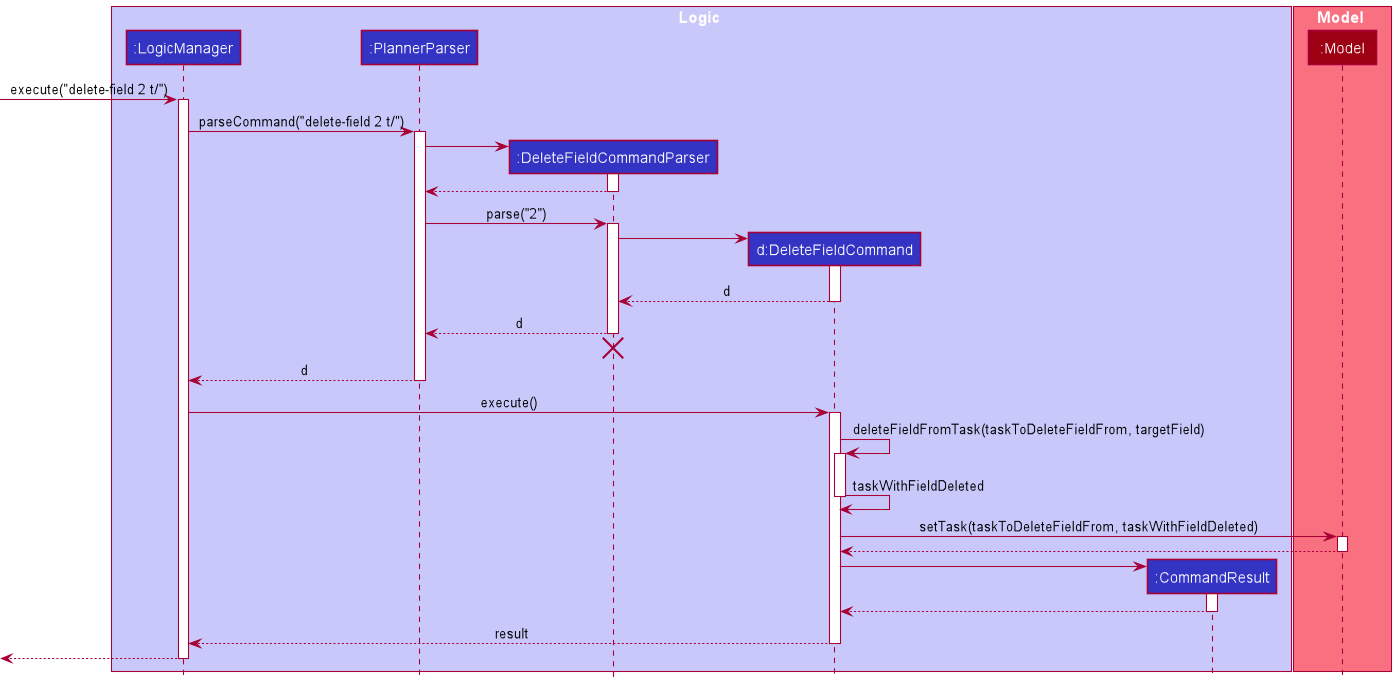 Logic
Model
:LogicManager
:PlannerParser
:Model
execute("delete-field 2 t/")
parseCommand("delete-field 2 t/")
:DeleteFieldCommandParser
parse("2")
d:DeleteFieldCommand
d
d
d
execute()
deleteFieldFromTask(taskToDeleteFieldFrom, targetField)
taskWithFieldDeleted
setTask(taskToDeleteFieldFrom, taskWithFieldDeleted)
:CommandResult
result